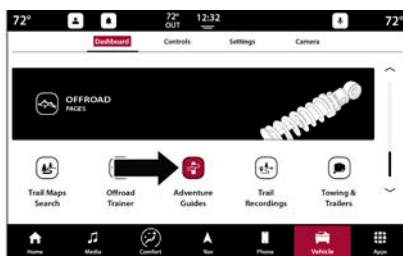 72° 72° OUT 12:32 72°
Dashboard Controls Settings Camera
OFFROAD
PAGES
Trail Maps Search
Offroad Trainer
Adventure Guides
Trail Recordings
Towing & Trailers
Home Media Comfort Nav Phone Vehicle Apps